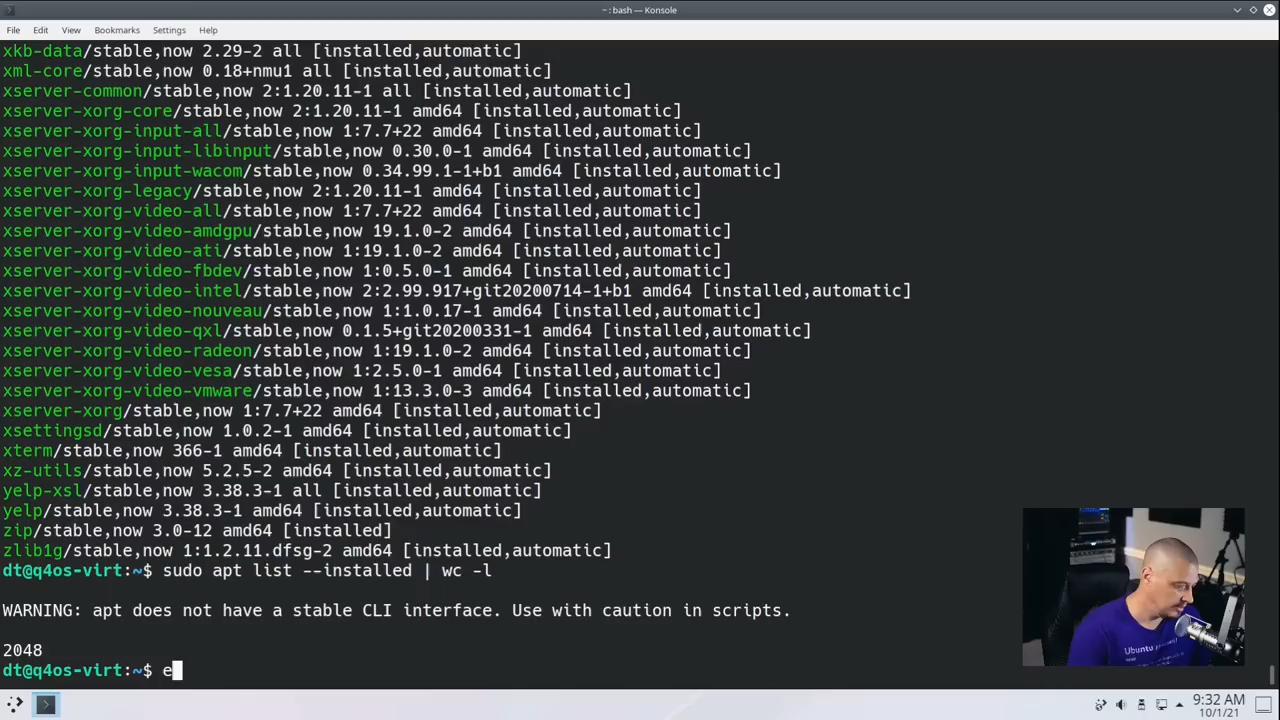 ~ : bash — Konsole
File Edit View Bookmarks Settings Help
xkb-data/stable,now 2.29-2 all [installed,automatic]
xml-core/stable,now 0.18+nmu1 all [installed,automatic]
xserver-common/stable,now 2:1.20.11-1 all [installed,automatic]
xserver-xorg-core/stable,now 2:1.20.11-1 amd64 [installed,automatic]
xserver-xorg-input-all/stable,now 1:7.7+22 amd64 [installed,automatic]
xserver-xorg-input-libinput/stable,now 0.30.0-1 amd64 [installed,automatic]
xserver-xorg-input-wacom/stable,now 0.34.99.1-1+b1 amd64 [installed,automatic]
xserver-xorg-legacy/stable,now 2:1.20.11-1 amd64 [installed,automatic]
xserver-xorg-video-all/stable,now 1:7.7+22 amd64 [installed,automatic]
xserver-xorg-video-amdgpu/stable,now 19.1.0-2 amd64 [installed,automatic]
xserver-xorg-video-ati/stable,now 1:19.1.0-2 amd64 [installed,automatic]
xserver-xorg-video-fbdev/stable,now 1:0.5.0-1 amd64 [installed,automatic]
xserver-xorg-video-intel/stable,now 2:2.99.917+git20200714-1+b1 amd64 [installed,automatic]
xserver-xorg-video-nouveau/stable,now 1:1.0.17-1 amd64 [installed,automatic]
xserver-xorg-video-qxl/stable,now 0.1.5+git20200331-1 amd64 [installed,automatic]
xserver-xorg-video-radeon/stable,now 1:19.1.0-2 amd64 [installed,automatic]
xserver-xorg-video-vesa/stable,now 1:2.5.0-1 amd64 [installed,automatic]
xserver-xorg-video-vmware/stable,now 1:13.3.0-3 amd64 [installed,automatic]
xserver-xorg/stable,now 1:7.7+22 amd64 [installed,automatic]
xsettingsd/stable,now 1.0.2-1 amd64 [installed,automatic]
xterm/stable,now 366-1 amd64 [installed,automatic]
xz-utils/stable,now 5.2.5-2 amd64 [installed,automatic]
yelp-xsl/stable,now 3.38.3-1 all [installed,automatic]
yelp/stable,now 3.38.3-1 amd64 [installed,automatic]
zip/stable,now 3.0-12 amd64 [installed]
zlib1g/stable,now 1:1.2.11.dfsg-2 amd64 [installed,automatic]
dt@q4os-virt:~$ sudo apt list --installed | wc -l
WARNING: apt does not have a stable CLI interface. Use with caution in scripts.
2048
dt@q4os-virt:~$ e
Ubuntu
9:32 AM
10/1/21